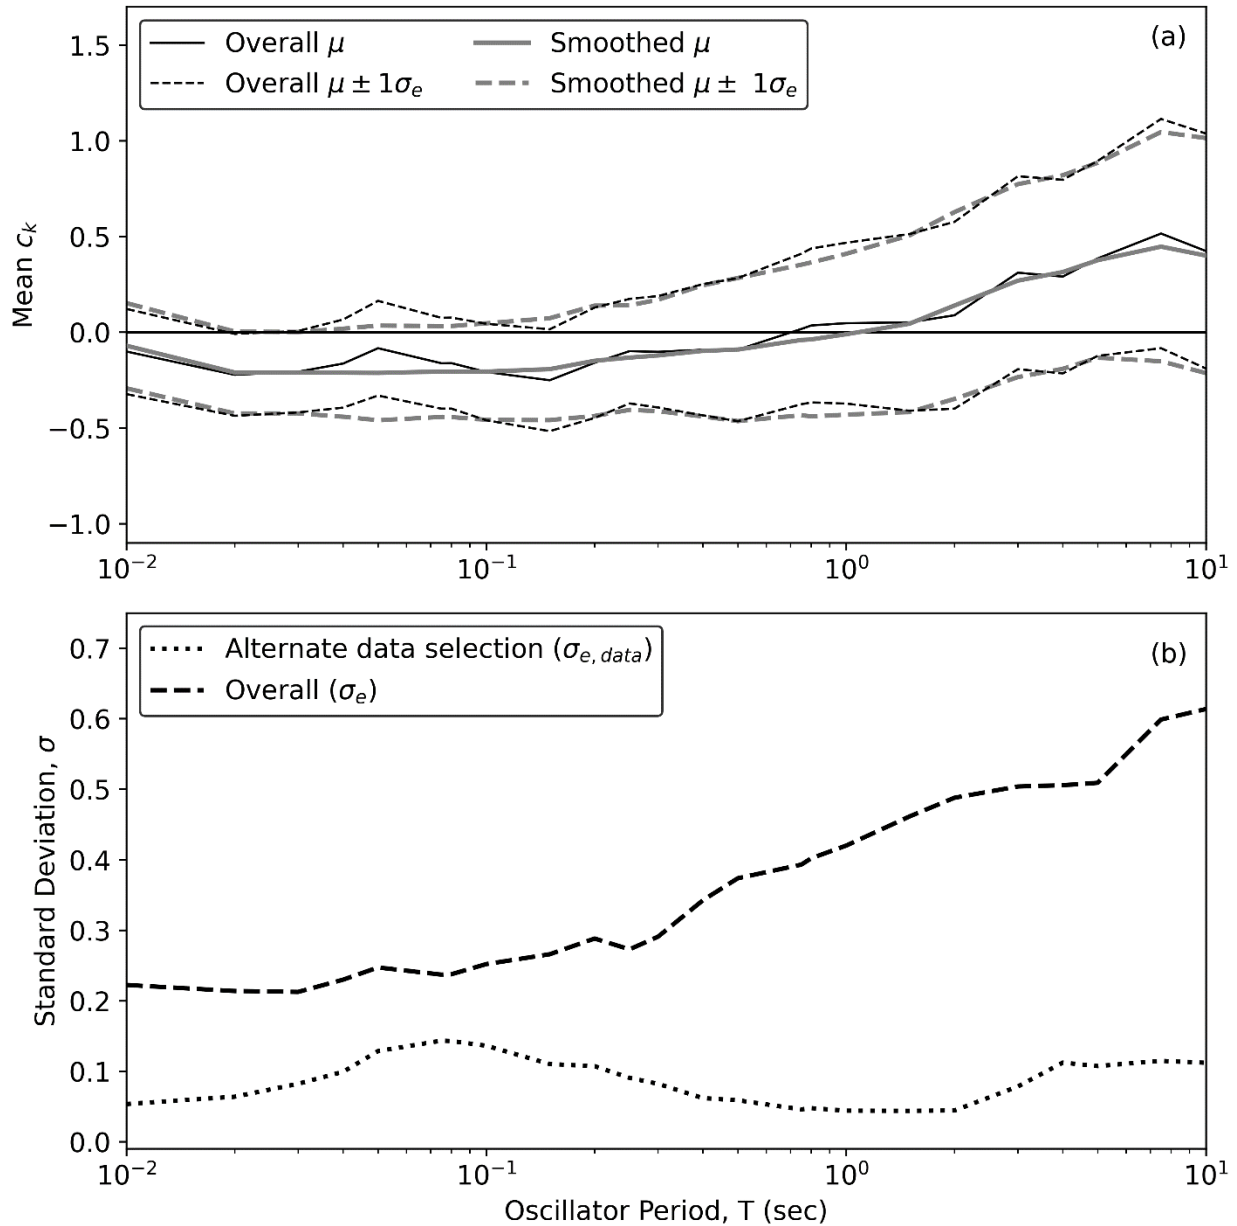 (a)
Overall μ
Smoothed μ
Overall μ ± 1σₑ
Smoothed μ ± 1σₑ
1.5
1.0
0.5
0.0
−0.5
−1.0
Mean cₖ
10⁻²
10⁻¹
10⁰
10¹
(b)
Alternate data selection (σ_{e, data})
Overall (σₑ)
0.7
0.6
0.5
0.4
0.3
0.2
0.1
0.0
Standard Deviation, σ
10⁻²
10⁻¹
10⁰
10¹
Oscillator Period, T (sec)